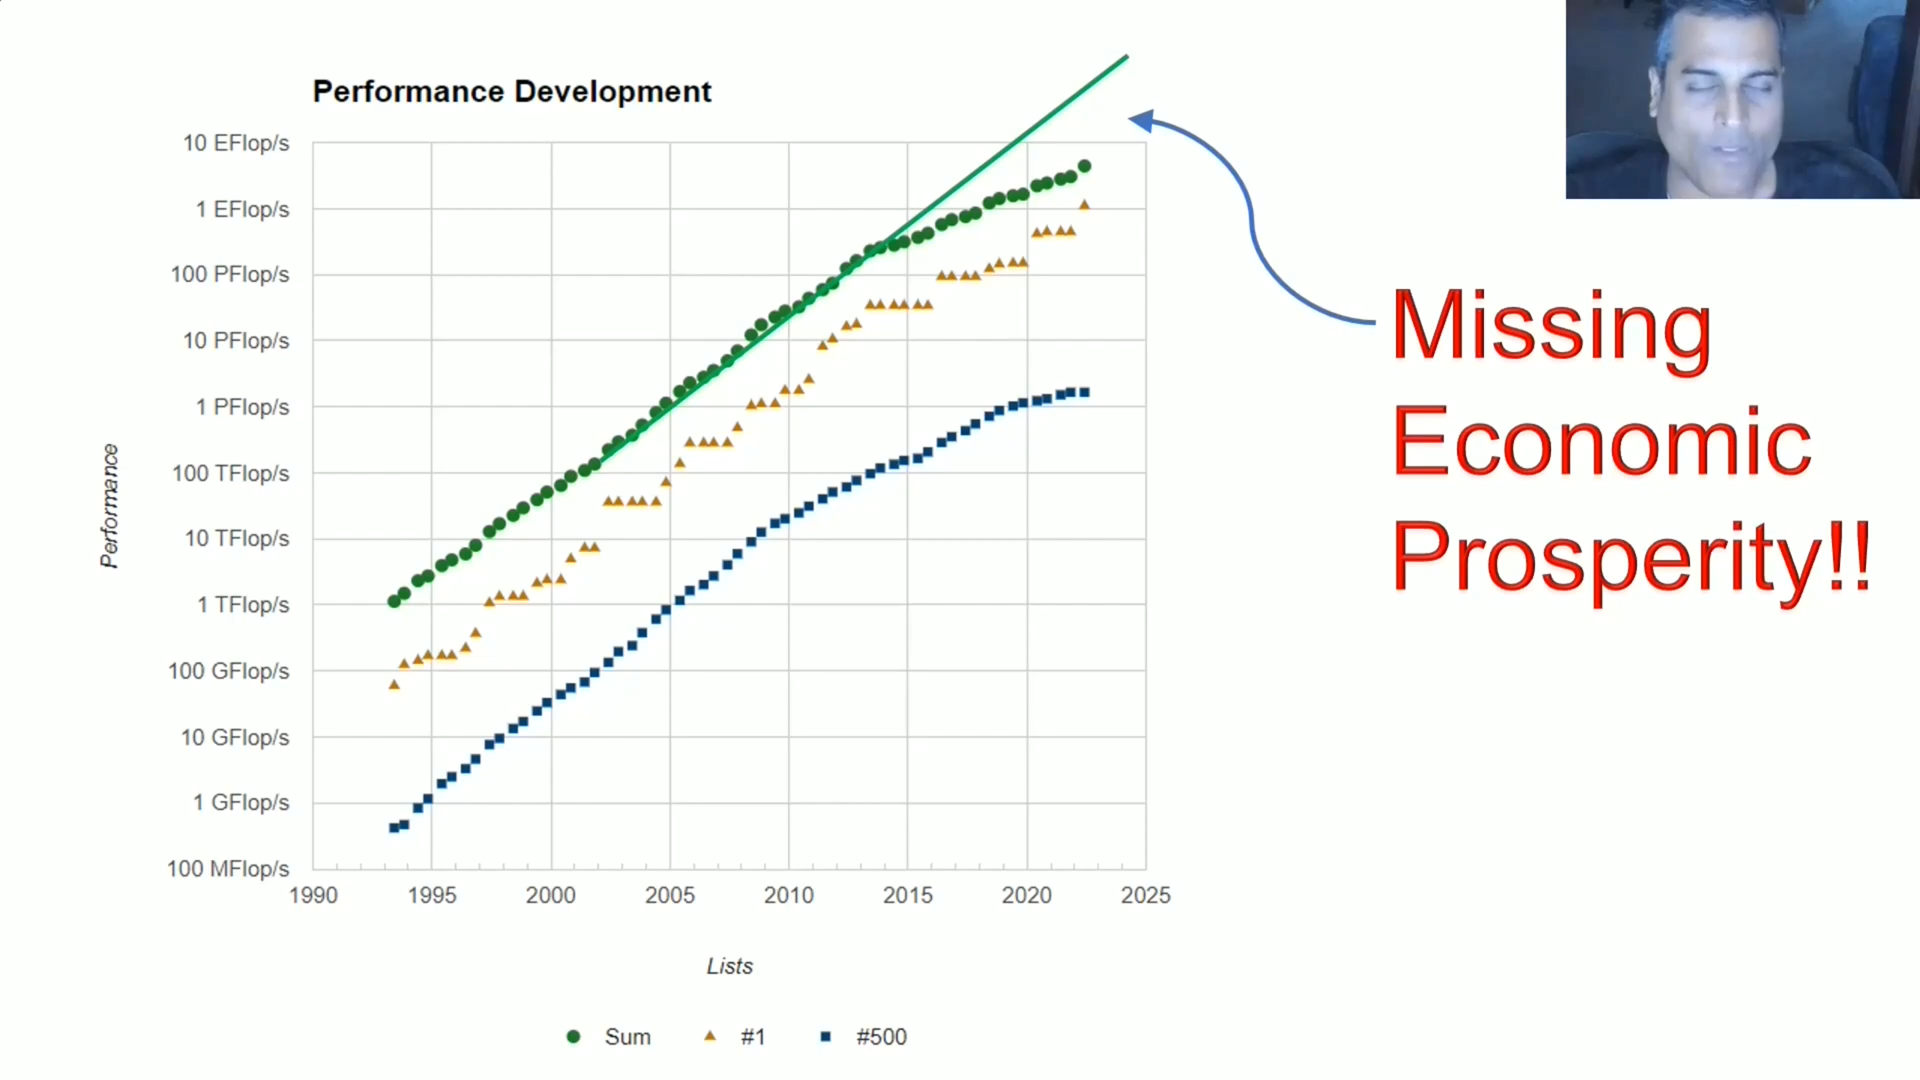 Performance Development
10 EFlop/s
1 EFlop/s
100 PFlop/s
10 PFlop/s
1 PFlop/s
100 TFlop/s
10 TFlop/s
1 TFlop/s
100 GFlop/s
10 GFlop/s
1 GFlop/s
100 MFlop/s
Performance
1990 1995 2000 2005 2010 2015 2020 2025
Lists
Sum #1 #500
Missing
Economic
Prosperity!!